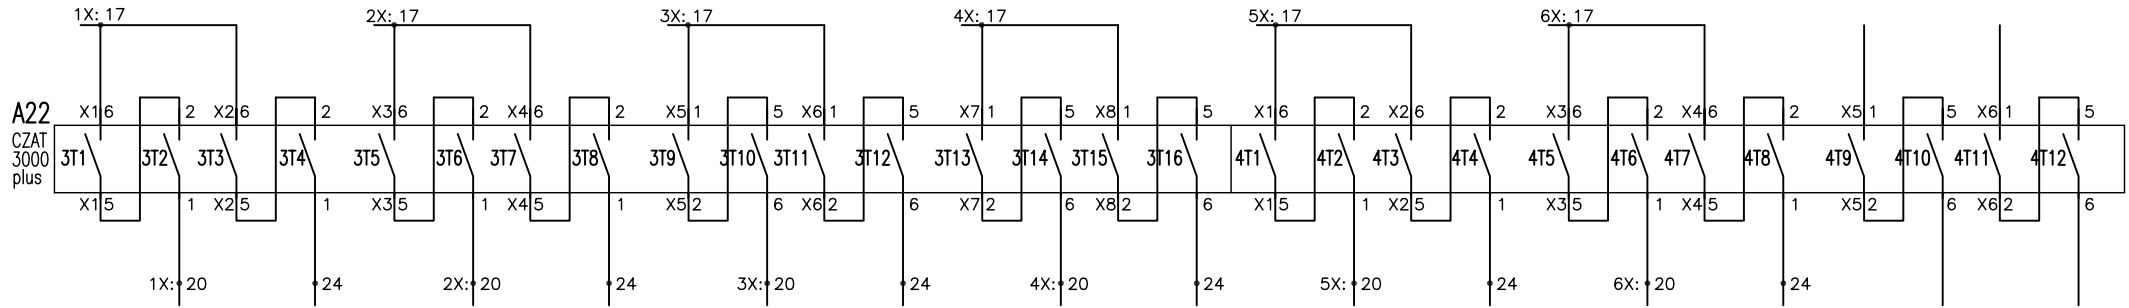 1X: 17 2X: 17 3X: 17 4X: 17 5X: 17 6X: 17
A22 X1 6 2 X2 6 2 X3 6 2 X4 6 2 X5 1 5 X6 1 5 X7 1 5 X8 1 5 X1 6 2 X2 6 2 X3 6 2 X4 6 2 X5 1 5 X6 1 5
CZAT
3000
plus
3T1 3T2 3T3 3T4 3T5 3T6 3T7 3T8 3T9 3T10 3T11 3T12 3T13 3T14 3T15 3T16 4T1 4T2 4T3 4T4 4T5 4T6 4T7 4T8 4T9 4T10 4T11 4T12
X1 5 1 X2 5 1 X3 5 1 X4 5 1 X5 2 6 X6 2 6 X7 2 6 X8 2 6 X1 5 1 X2 5 1 X3 5 1 X4 5 1 X5 2 6 X6 2 6
1X: 20 24 2X: 20 24 3X: 20 24 4X: 20 24 5X: 20 24 6X: 20 24